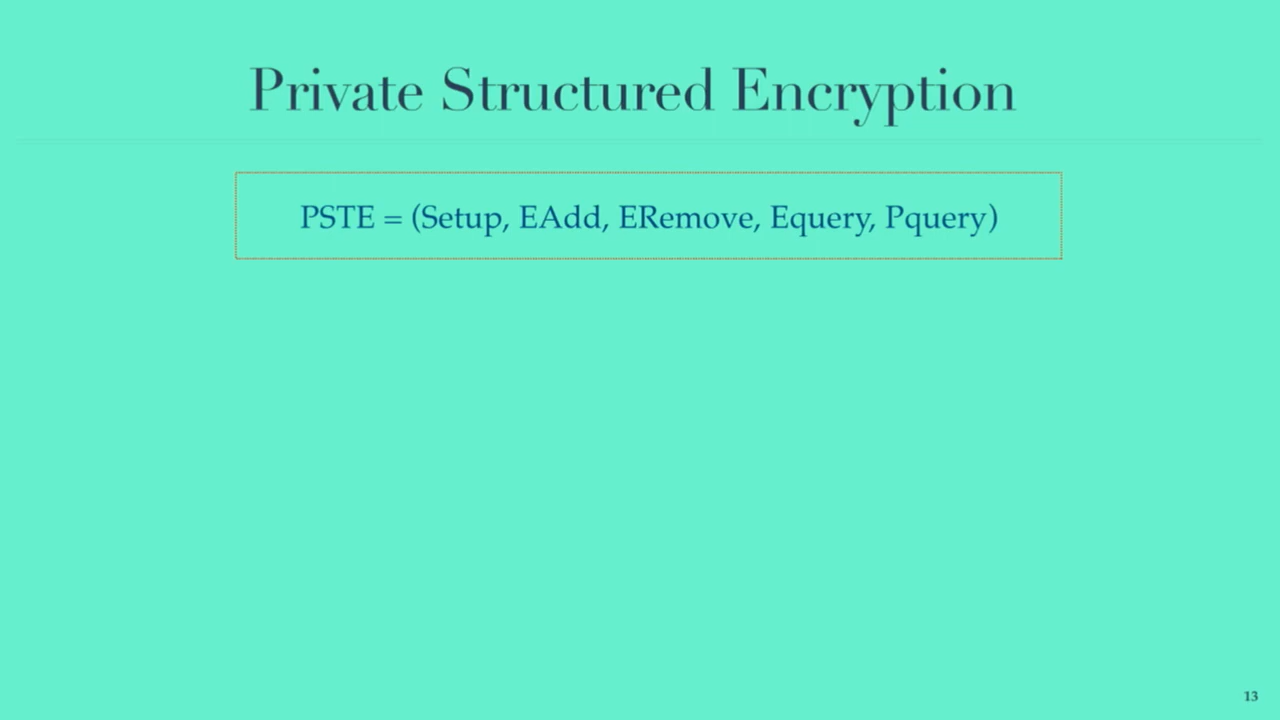 Private Structured Encryption
PSTE = (Setup, EAdd, ERemove, Equery, Pquery)
13